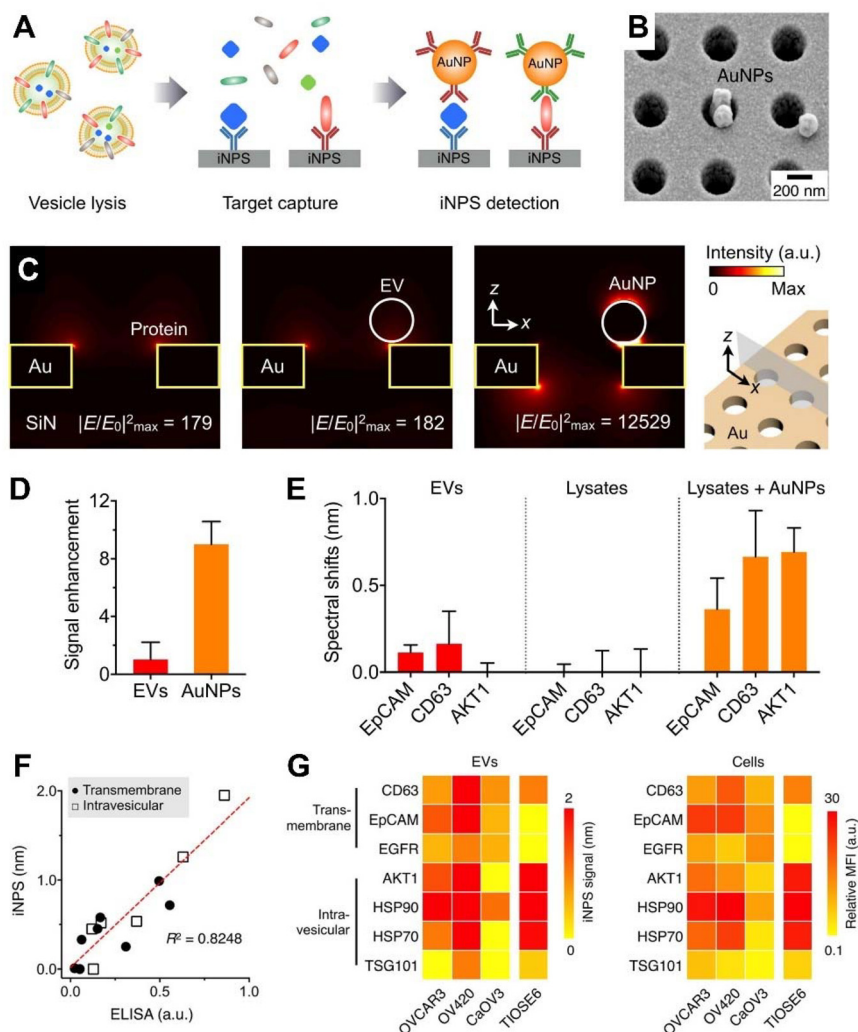 A
AuNP
AuNP
iNPS
iNPS
iNPS
iNPS
Vesicle lysis
Target capture
iNPS detection
B
AuNPs
200 nm
C
Protein
Au
SiN
|E/E₀|²max = 179
EV
Au
|E/E₀|²max = 182
z
x
AuNP
Au
|E/E₀|²max = 12529
Intensity (a.u.)
0 Max
z
x
Au
D
Signal enhancement
12
8
4
0
EVs AuNPs
E
Spectral shifts (nm)
1.0
0.5
0.0
EVs
Lysates
Lysates + AuNPs
EpCAM
CD63
AKT1
EpCAM
CD63
AKT1
EpCAM
CD63
AKT1
F
Transmembrane
Intravesicular
iNPS (nm)
2.0
1.0
0.0
R² = 0.8248
0.0 0.5 1.0
ELISA (a.u.)
G
EVs
Trans-
membrane
Intra-
vesicular
CD63
EpCAM
EGFR
AKT1
HSP90
HSP70
TSG101
OVCAR3
OV420
CaOV3
TIOSE6
2
iNPS signal (nm)
0
Cells
CD63
EpCAM
EGFR
AKT1
HSP90
HSP70
TSG101
OVCAR3
OV420
CaOV3
TIOSE6
30
Relative MFI (a.u.)
0.1